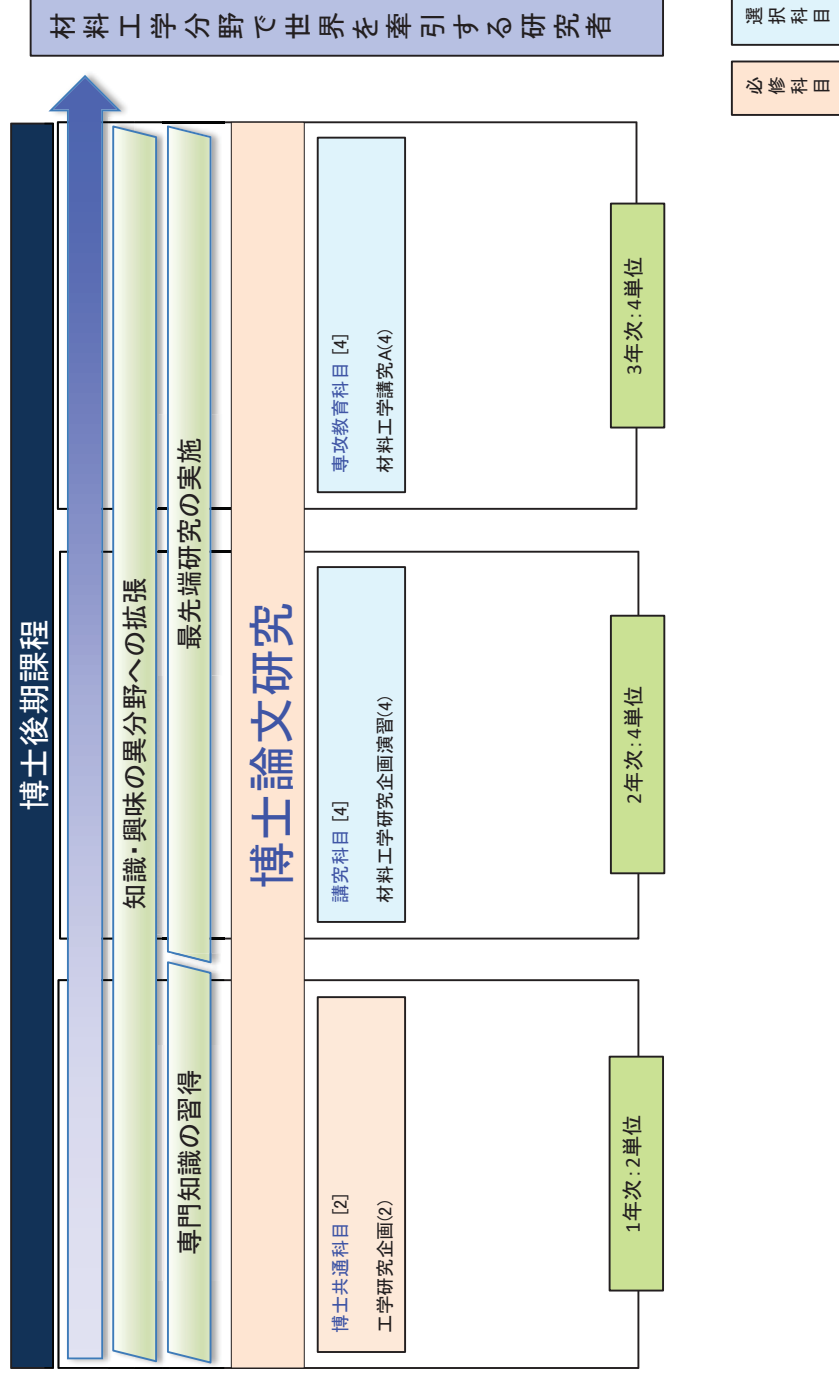 博士後期課程
知識・興味の異分野への拡張
専門知識の習得
最先端研究の実施
博士論文研究
博士共通科目 [2]
工学研究企画(2)
1年次:2単位
講究科目 [4]
材料工学研究企画演習(4)
2年次:4単位
専攻教育科目 [4]
材料工学講究A(4)
3年次:4単位
材料工学分野で世界を牽引する研究者
必修科目
選択科目